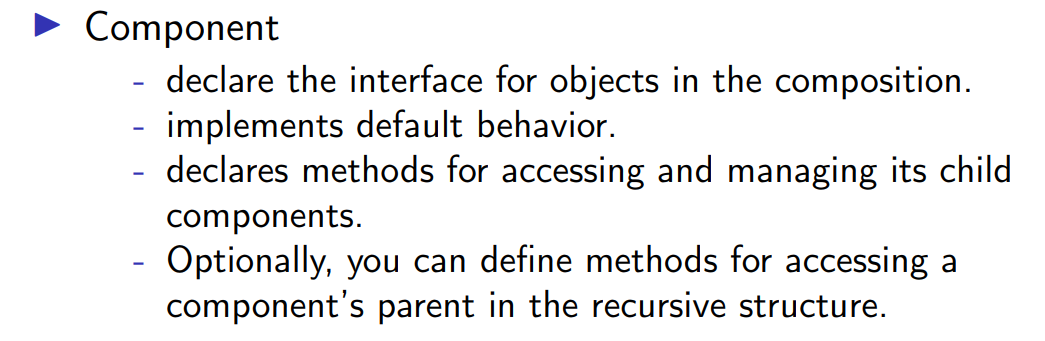 Component
- declare the interface for objects in the composition.
- implements default behavior.
- declares methods for accessing and managing its child
components.
- Optionally, you can define methods for accessing a
component's parent in the recursive structure.